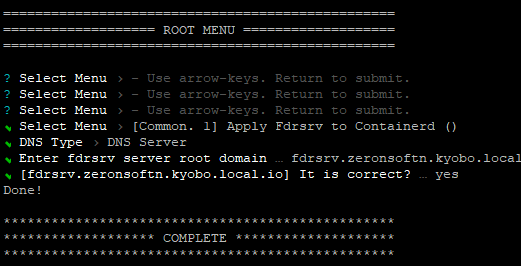 =================================================
=================== ROOT MENU ===================
=================================================
? Select Menu › - Use arrow-keys. Return to submit.
? Select Menu › - Use arrow-keys. Return to submit.
? Select Menu › - Use arrow-keys. Return to submit.
✔ Select Menu › [Common. 1] Apply Fdrsrv to Containerd ()
✔ DNS Type › DNS Server
✔ Enter fdrsrv server root domain … fdrsrv.zeronsoftn.kyobo.local
✔ [fdrsrv.zeronsoftn.kyobo.local.io] It is correct? … yes
Done!
*************************************************
******************* COMPLETE ********************
*************************************************